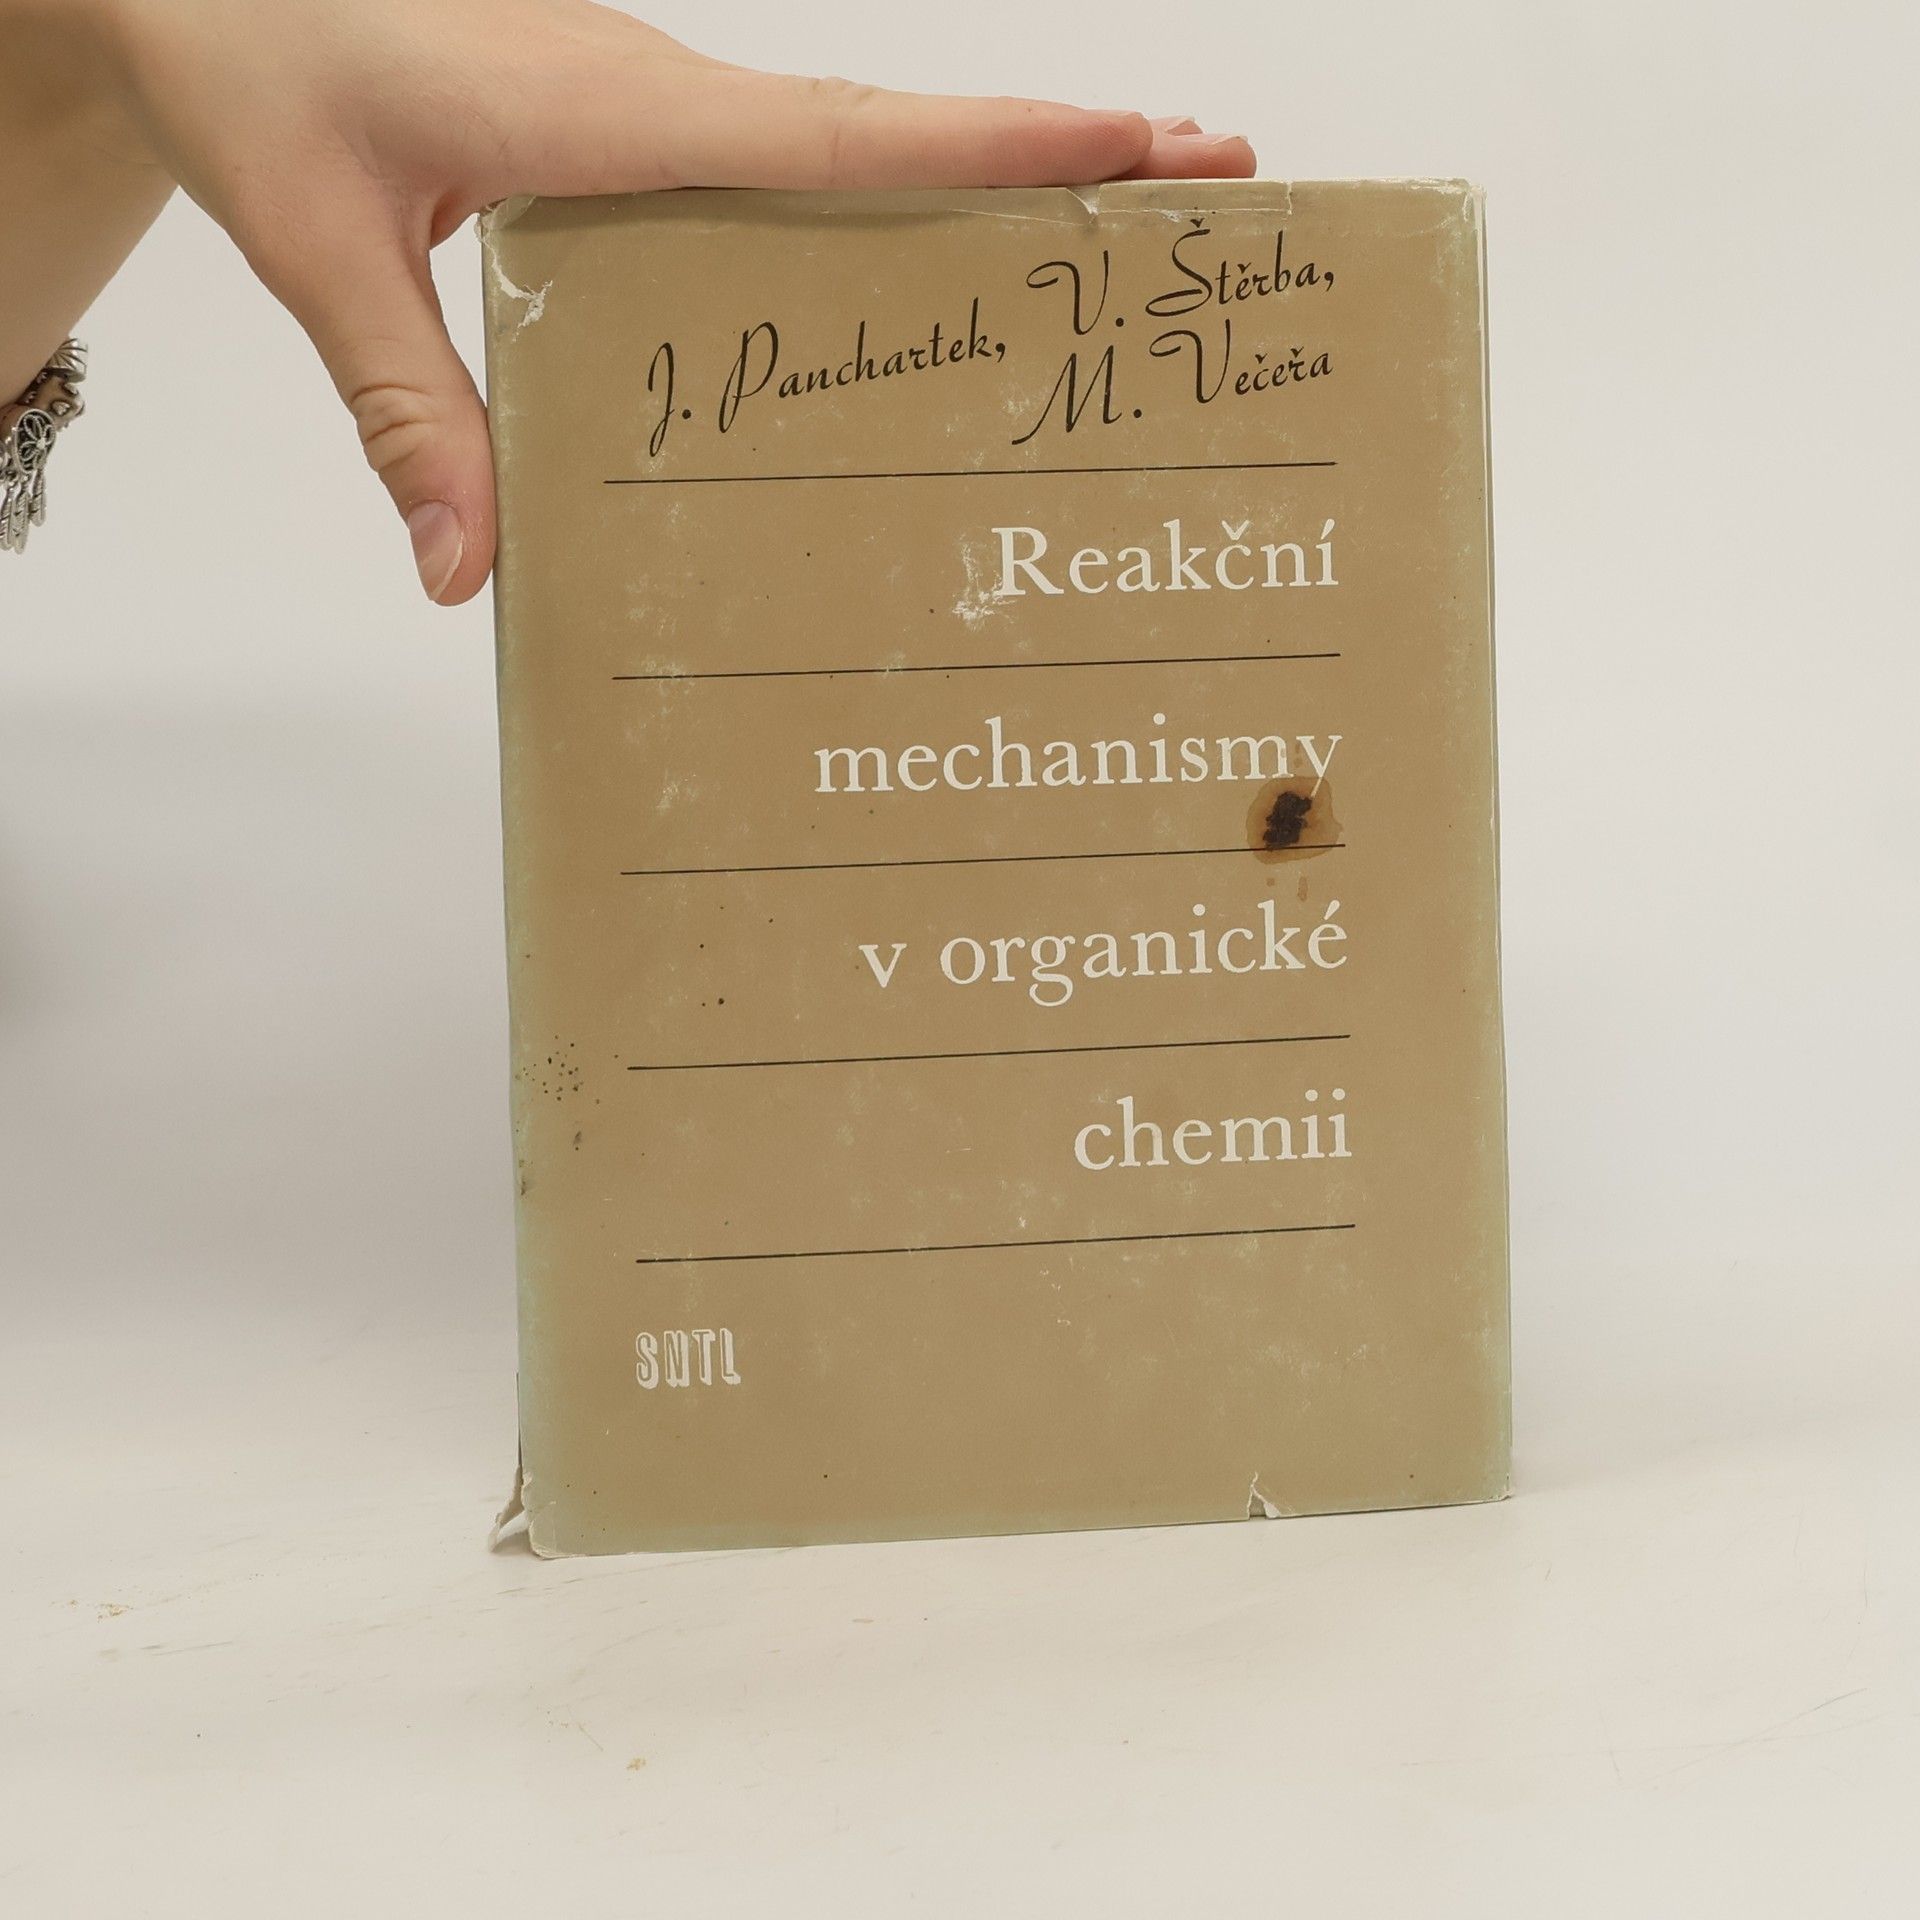 J. Panchartek, V. Štěrba,
M. Večeřa
Reakční
mechanismy
v organické
chemii
SNTL